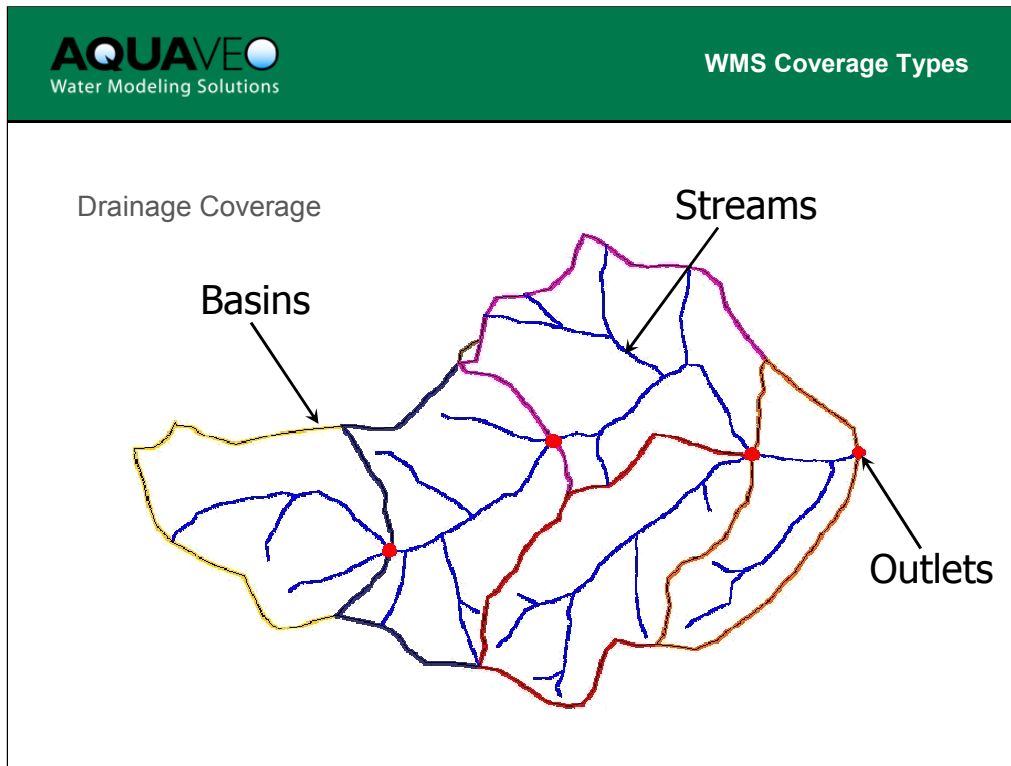 AQUAVEO
Water Modeling Solutions
WMS Coverage Types
Drainage Coverage
Streams
Basins
Outlets